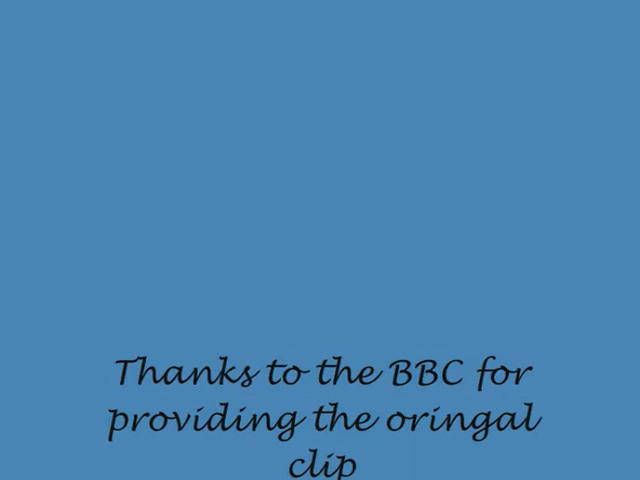 Thanks to the BBC for
providing the oringal
clip